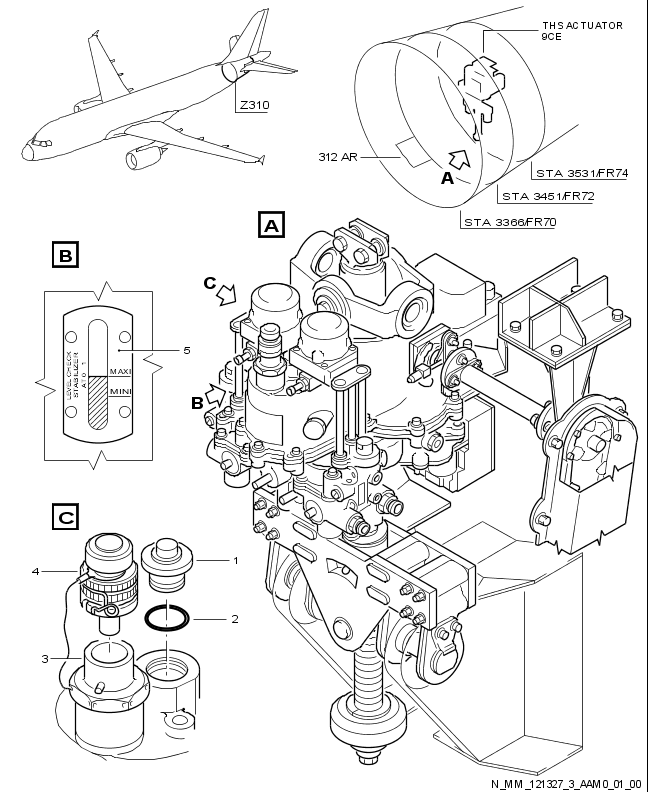 THS ACTUATOR
9CE
Z310
312 AR
A
STA 3531/FR74
STA 3451/FR72
STA 3366/FR70
A
B
C
5
LEVEL CHECK
STABILIZER
MAXI
MINI
B
C
1
4
2
3
N_MM_121327_3_AAM0_01_00